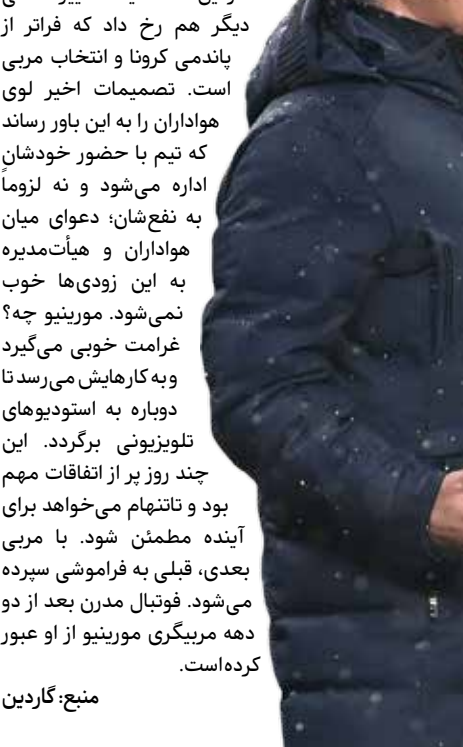 دیگر هم رخ داد که فراتر از
پاندمی کرونا و انتخاب مربی
است. تصمیمات اخیر لوی
هواداران را به این باور رساند
که تیم با حضور خودشان
اداره می‌شود و نه لزوماً
به نفع‌شان؛ دعوای میان
هواداران و هیأت‌مدیره
به این زودی‌ها خوب
نمی‌شود. مورینیو چه؟
غرامت خوبی می‌گیرد
و به کارهایش می‌رسد تا
دوباره به استودیوهای
تلویزیونی برگردد. این
چند روز پر از اتفاقات مهم
بود و تاتنهام می‌خواهد برای
آینده مطمئن شود. با مربی
بعدی، قبلی به فراموشی سپرده
می‌شود. فوتبال مدرن بعد از دو
دهه مربیگری مورینیو از او عبور
کرده‌است.
منبع: گاردین